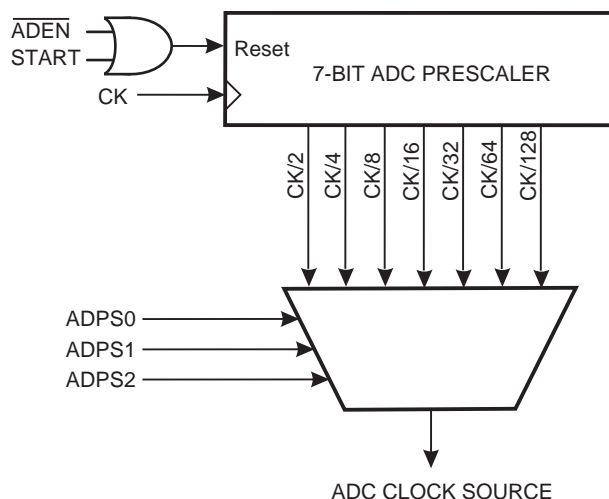 ADEN
START
Reset
7-BIT ADC PRESCALER
CK
CK/2
CK/4
CK/8
CK/16
CK/32
CK/64
CK/128
ADPS0
ADPS1
ADPS2
ADC CLOCK SOURCE